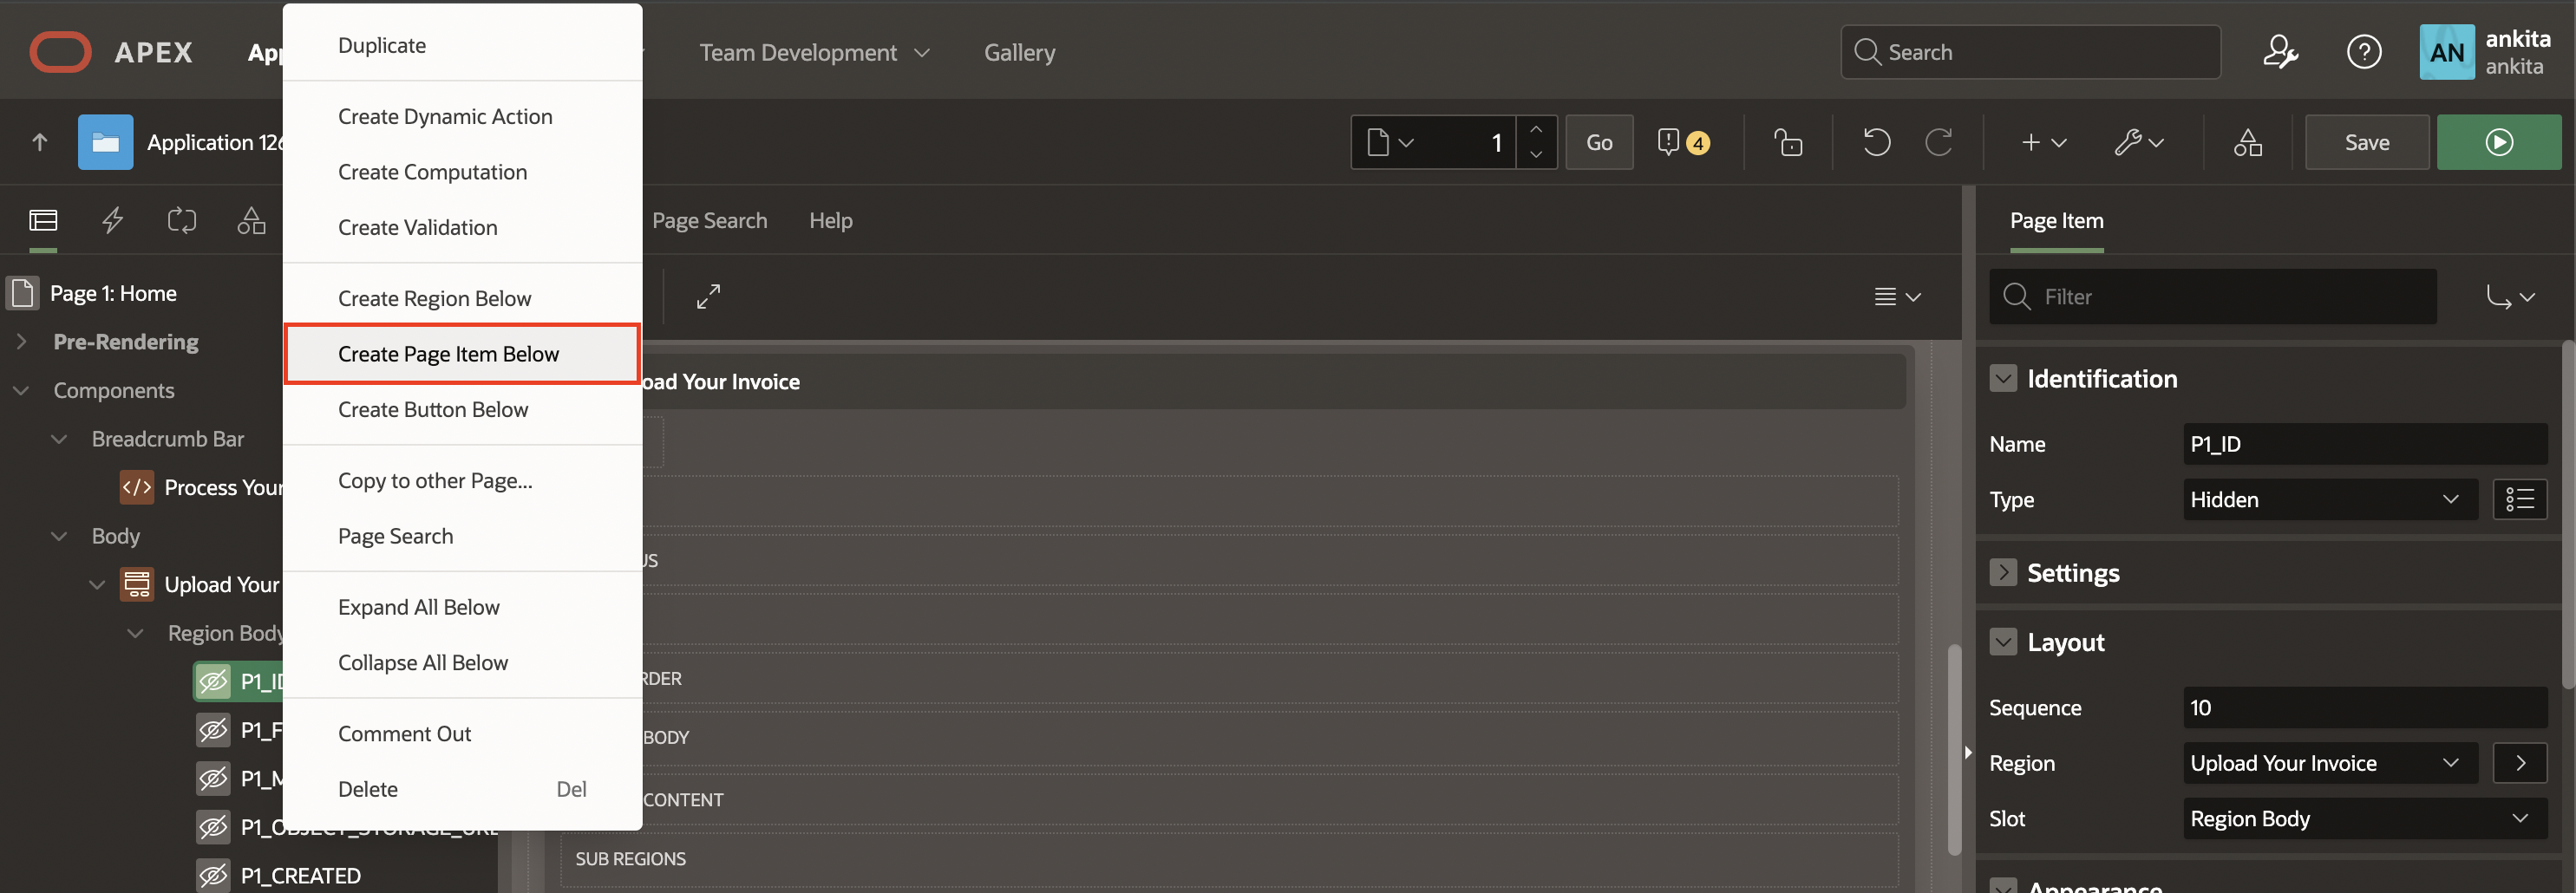 APEX
Team Development
Gallery
Search
AN
ankita
ankita
Application 126
1
Go
4
Save
Duplicate
Create Dynamic Action
Create Computation
Create Validation
Create Region Below
Create Page Item Below
Create Button Below
Copy to other Page...
Page Search
Expand All Below
Collapse All Below
Comment Out
Delete Del
Page Search
Help
Page 1: Home
Pre-Rendering
Components
Breadcrumb Bar
Process Your
Body
Upload Your
Region Body
P1_ID
P1_F
P1_M
P1_OBJECT_STORAGE_URL
P1_CREATED
oad Your Invoice
US
RDER
BODY
CONTENT
SUB REGIONS
Page Item
Filter
Identification
Name P1_ID
Type Hidden
Settings
Layout
Sequence 10
Region Upload Your Invoice
Slot Region Body
Appearance